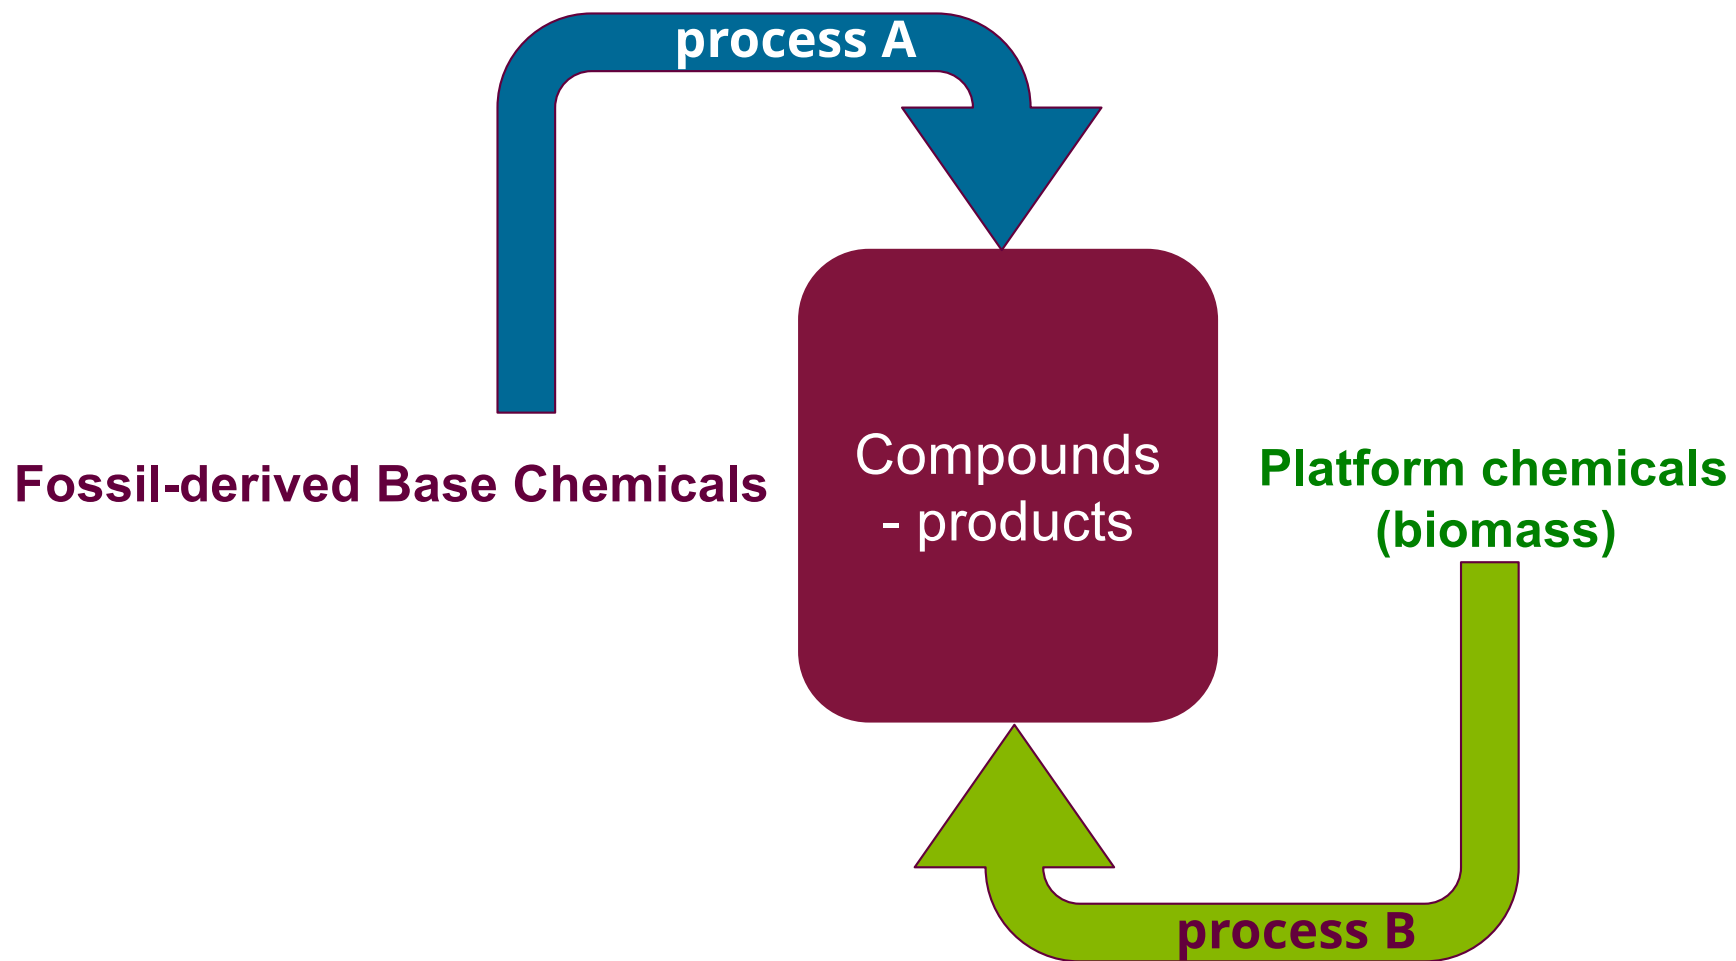 process A
Fossil-derived Base Chemicals
Compounds
- products
Platform chemicals
(biomass)
process B